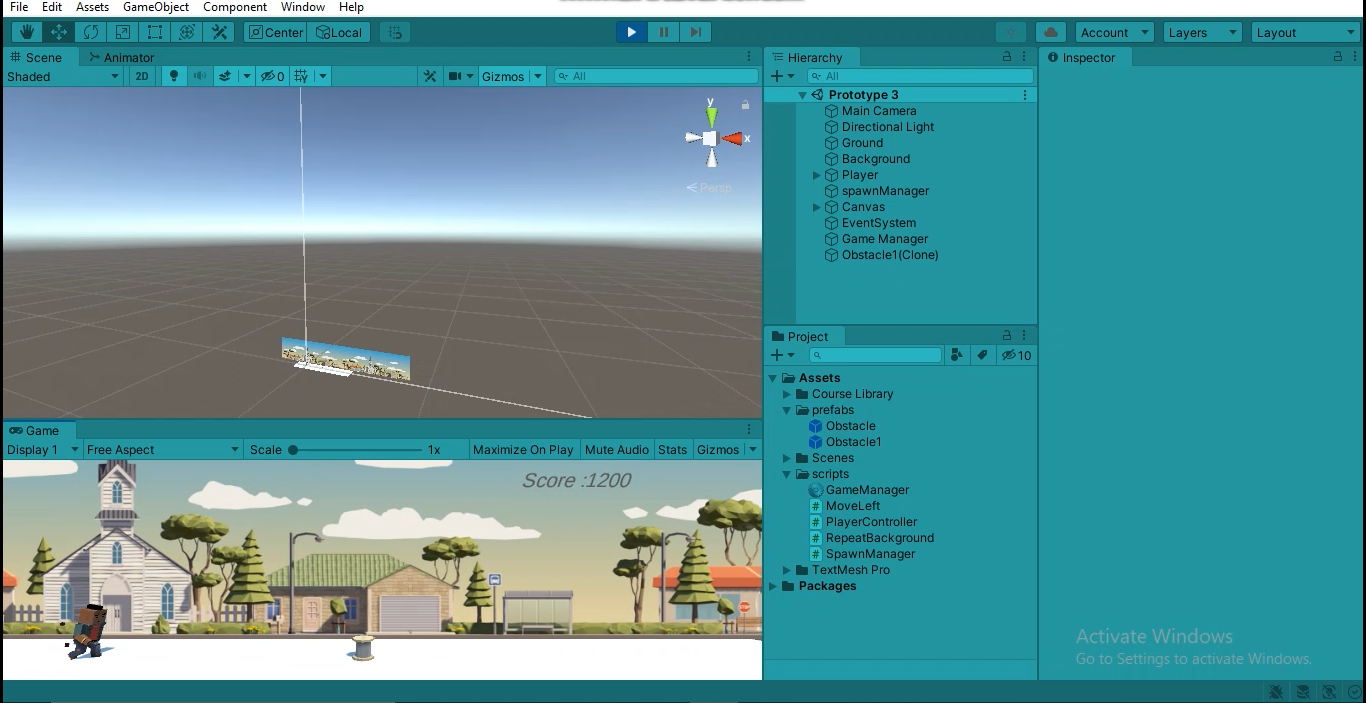 File Edit Assets GameObject Component Window Help
Center Local Account Layers Layout
Scene Animator
Shaded 2D 0 Gizmos All
y
x
Persp
Hierarchy
All
Prototype 3
Main Camera
Directional Light
Ground
Background
Player
spawnManager
Canvas
EventSystem
Game Manager
Obstacle1(Clone)
Inspector
Project
10
Assets
Course Library
prefabs
Obstacle
Obstacle1
Scenes
scripts
GameManager
# MoveLeft
# PlayerController
# RepeatBackground
# SpawnManager
TextMesh Pro
Packages
Game
Display 1 Free Aspect Scale 1x Maximize On Play Mute Audio Stats Gizmos
Score :1200
Activate Windows
Go to Settings to activate Windows.